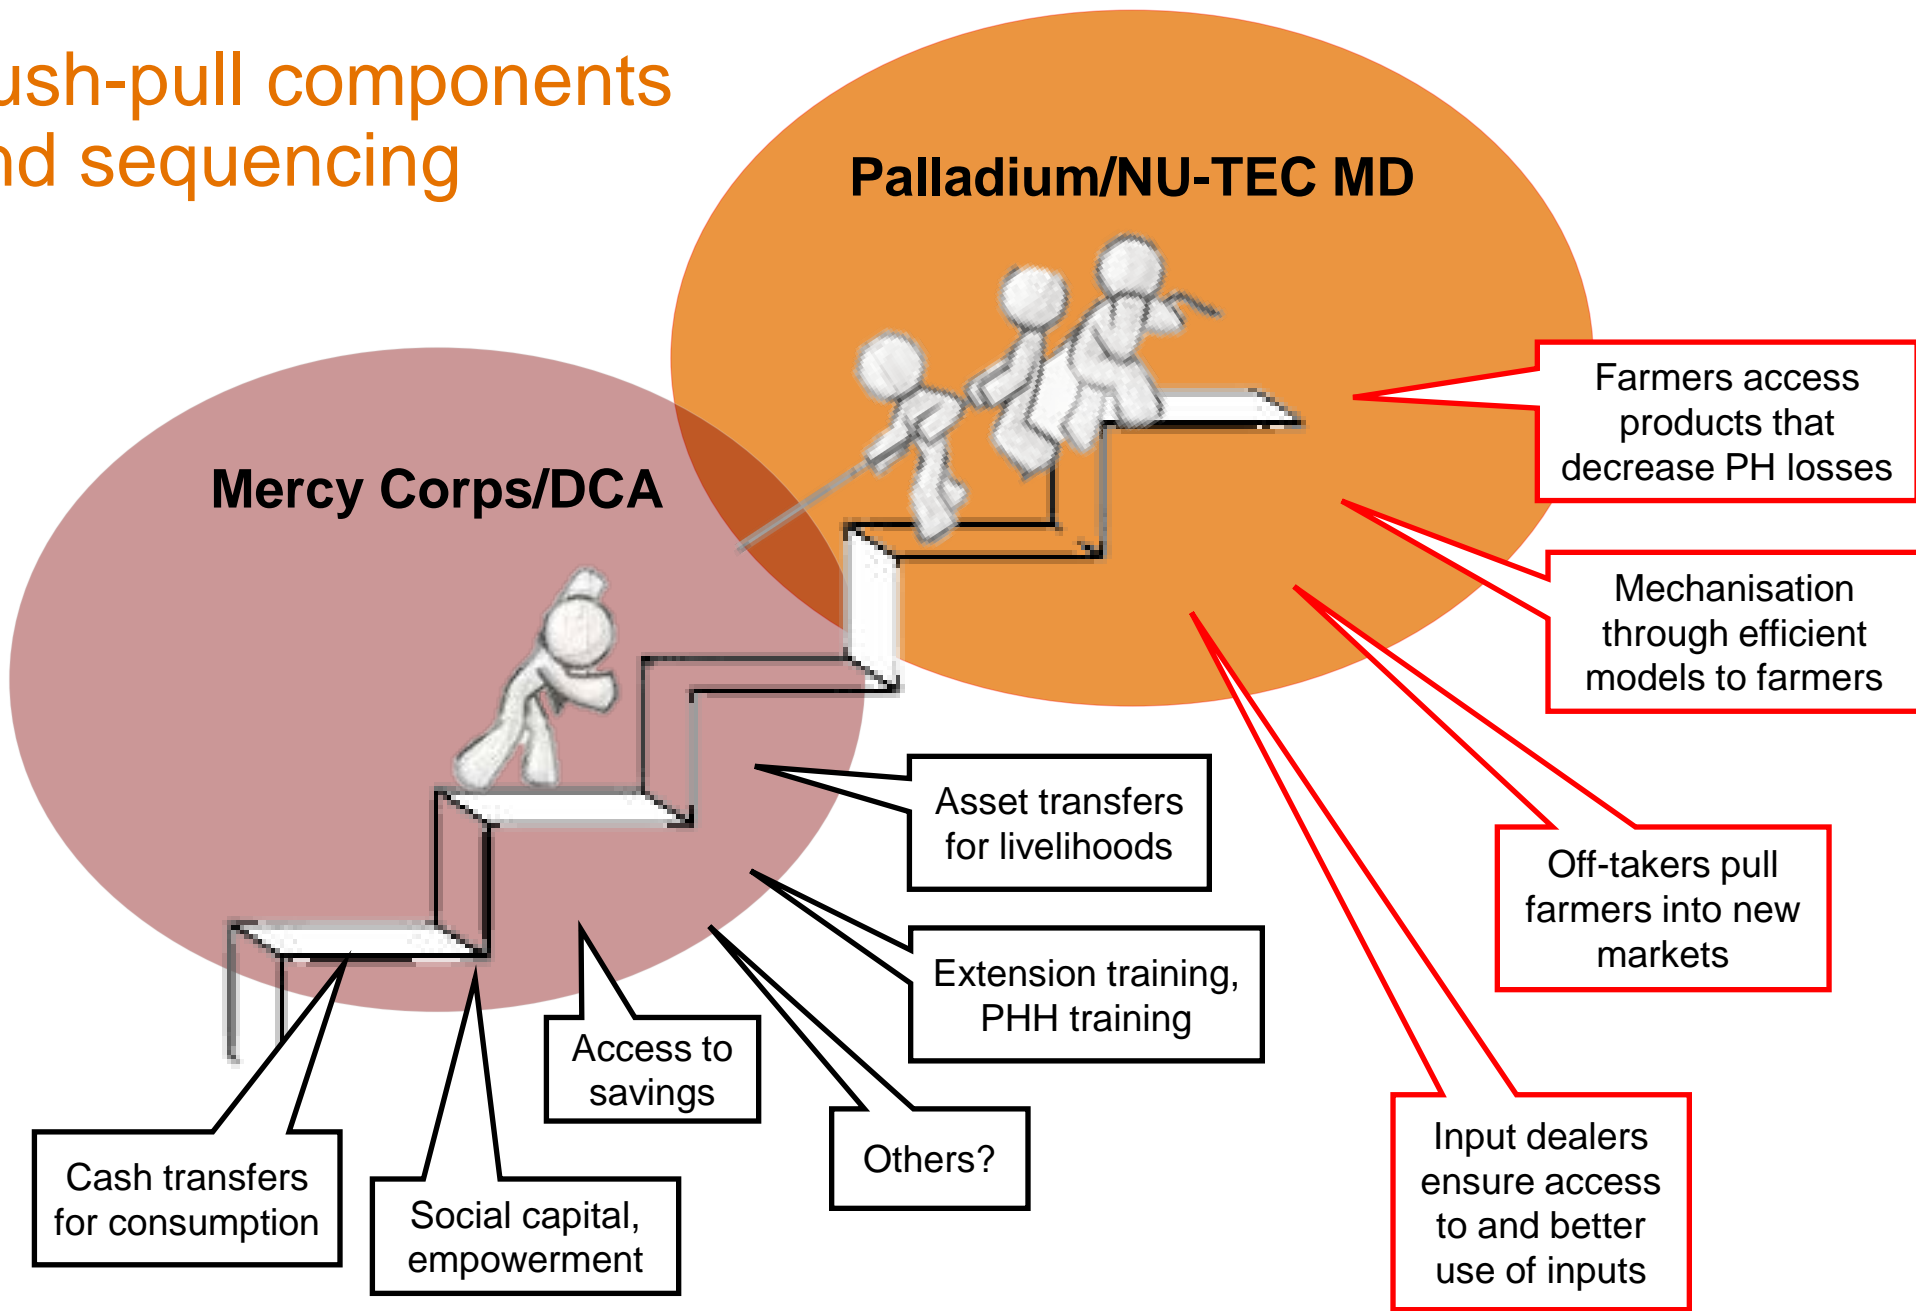 ush-pull components
nd sequencing
Palladium/NU-TEC MD
Mercy Corps/DCA
Farmers access
products that
decrease PH losses
Mechanisation
through efficient
models to farmers
Off-takers pull
farmers into new
markets
Input dealers
ensure access
to and better
use of inputs
Asset transfers
for livelihoods
Extension training,
PHH training
Others?
Access to
savings
Social capital,
empowerment
Cash transfers
for consumption